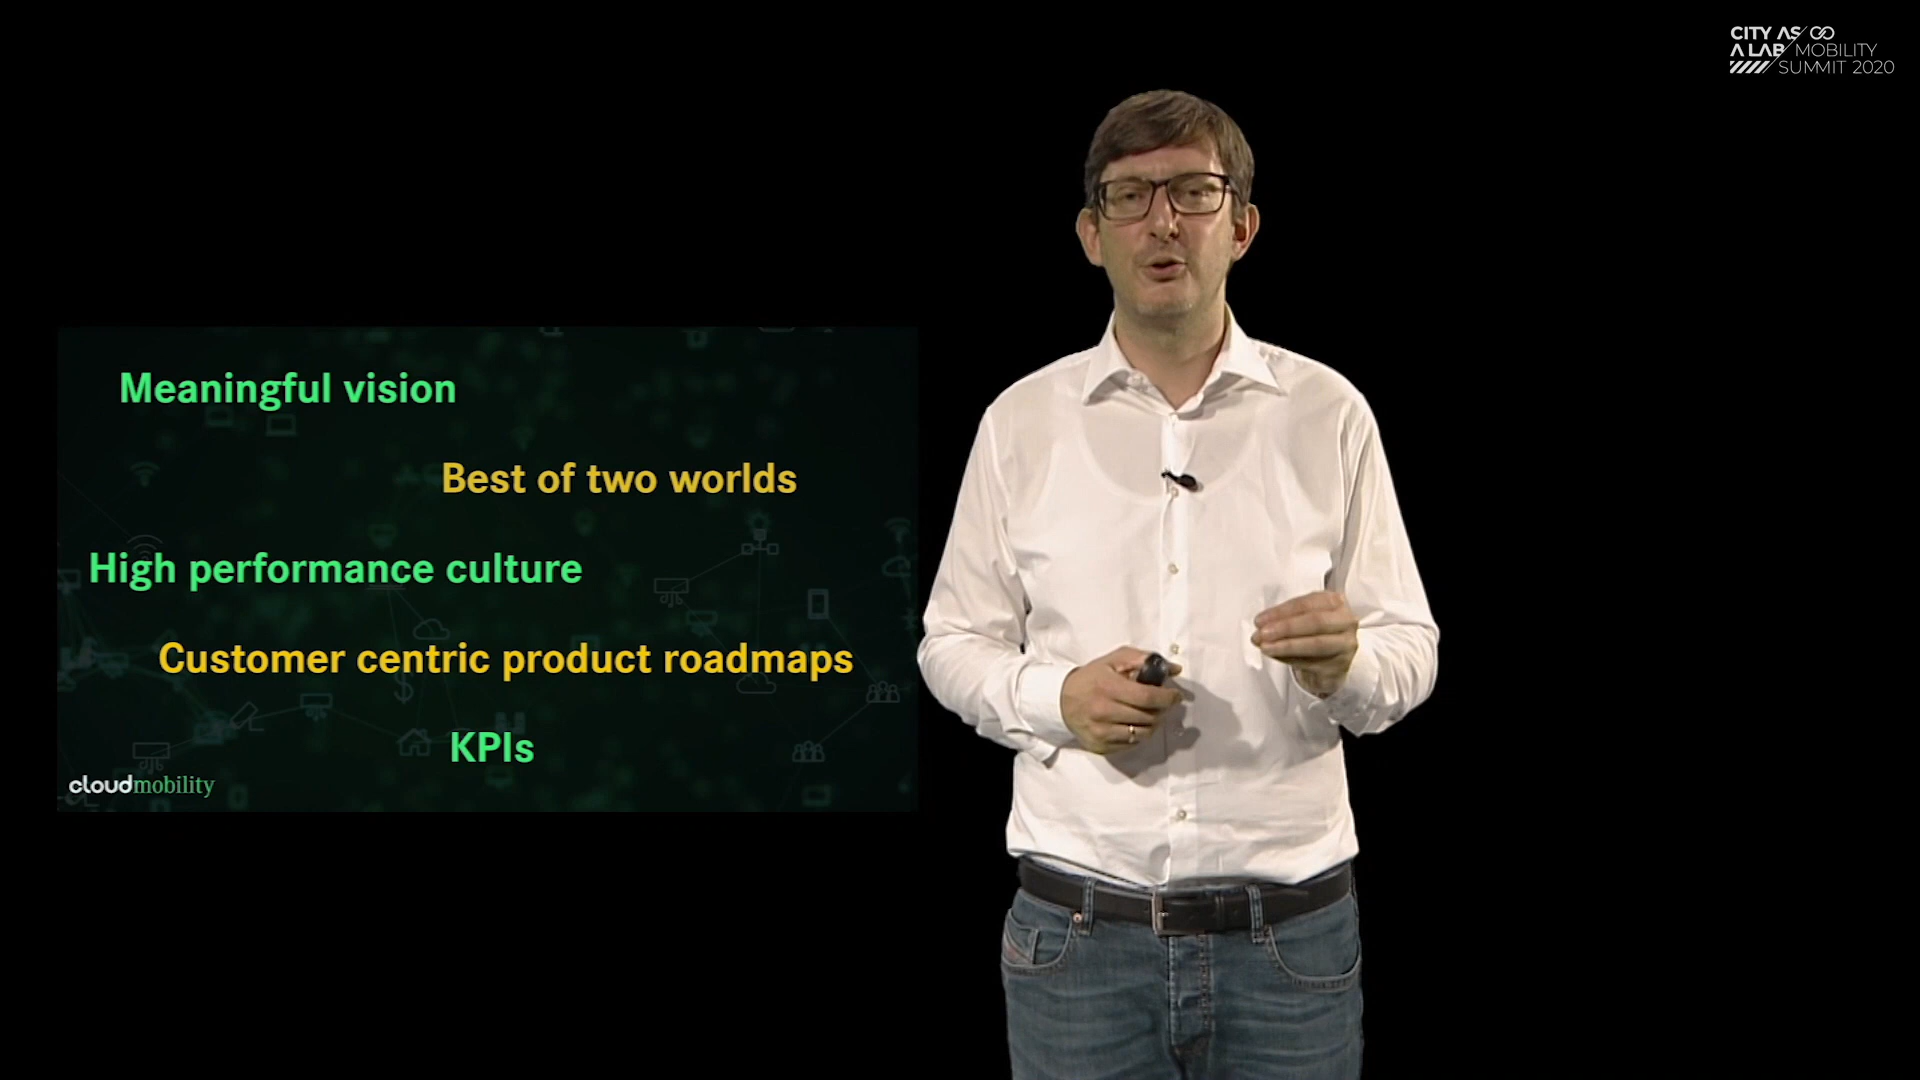 CITY AS
A LAB MOBILITY
SUMMIT 2020
Meaningful vision
Best of two worlds
High performance culture
Customer centric product roadmaps
KPIs
cloudmobility